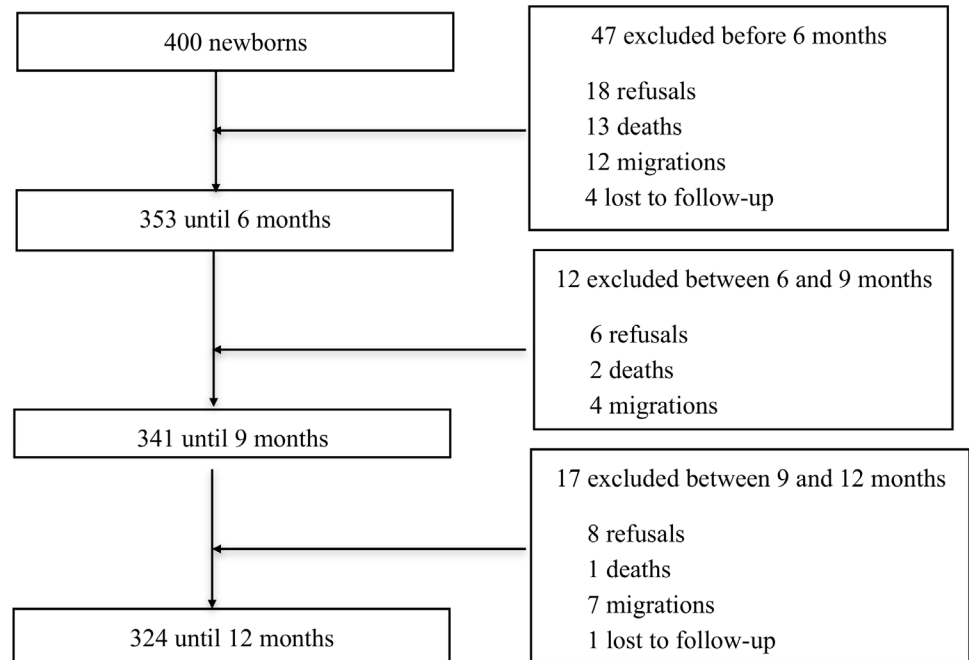 400 newborns
47 excluded before 6 months
18 refusals
13 deaths
12 migrations
4 lost to follow-up
353 until 6 months
12 excluded between 6 and 9 months
6 refusals
2 deaths
4 migrations
341 until 9 months
17 excluded between 9 and 12 months
8 refusals
1 deaths
7 migrations
1 lost to follow-up
324 until 12 months